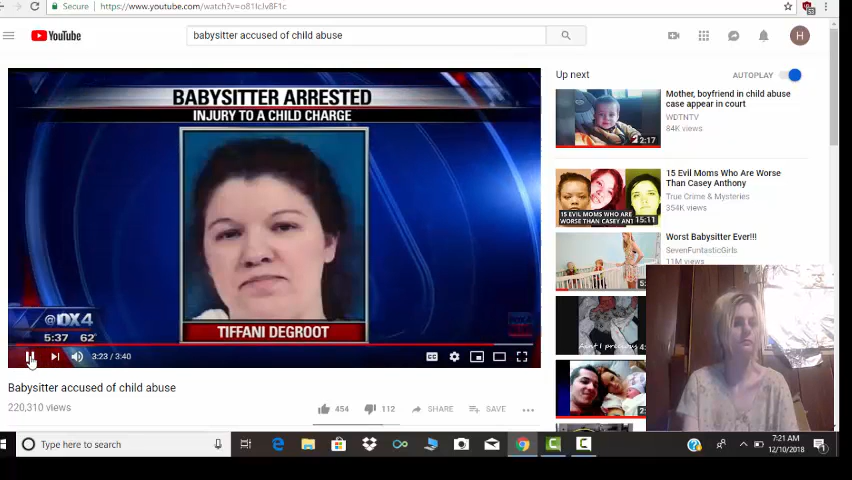 Secure
https://www.youtube.com/watch?v=o81IcJv8F1c
YouTube
babysitter accused of child abuse
H
BABYSITTER ARRESTED
INJURY TO A CHILD CHARGE
TIFFANI DEGROOT
@FOX4
5:37 62°
3:23 / 3:40
Babysitter accused of child abuse
220,310 views
454
112
SHARE
SAVE
Up next
AUTOPLAY
Mother, boyfriend in child abuse
case appear in court
WDTNTV
84K views
2:17
15 Evil Moms Who Are Worse
Than Casey Anthony
True Crime & Mysteries
354K views
15 EVIL MOMS WHO ARE
WORSE THAN CASEY ANT
15:11
Worst Babysitter Ever!!!
SevenFuntasticGirls
11M views
Ain't I precious
Type here to search
7:21 AM
12/10/2018